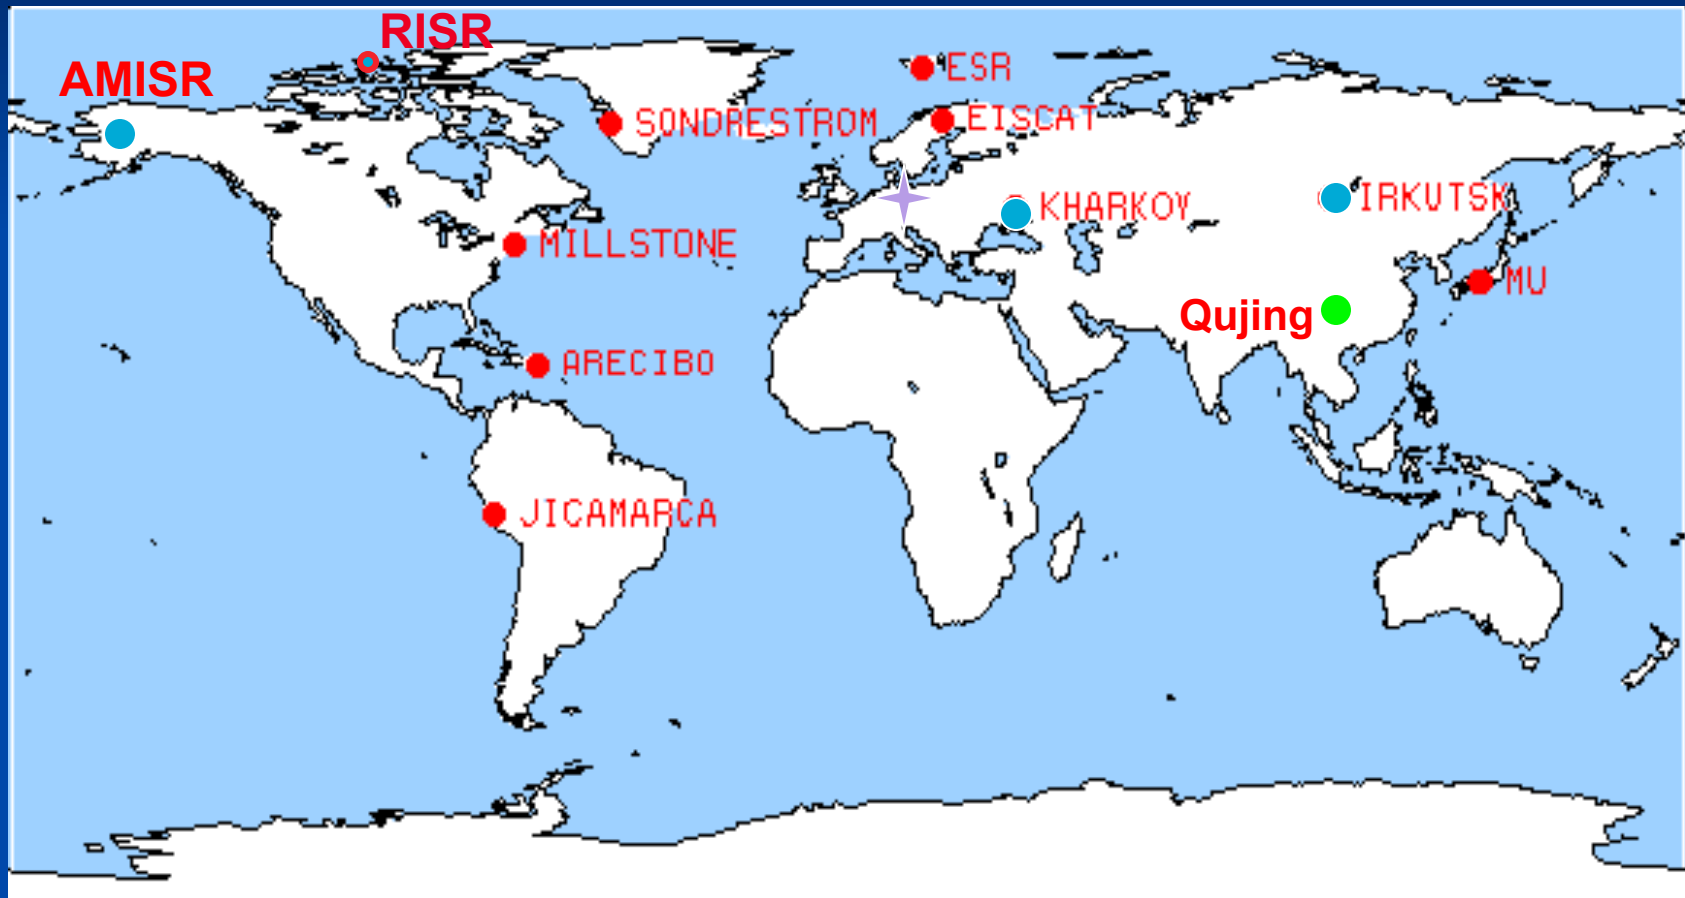 RISR
AMISR
ESR
SONDRESTROM
EISCAT
KHARKOV
IRKUTSK
MILLSTONE
MU
Qujing
ARECIBO
JICAMARCA